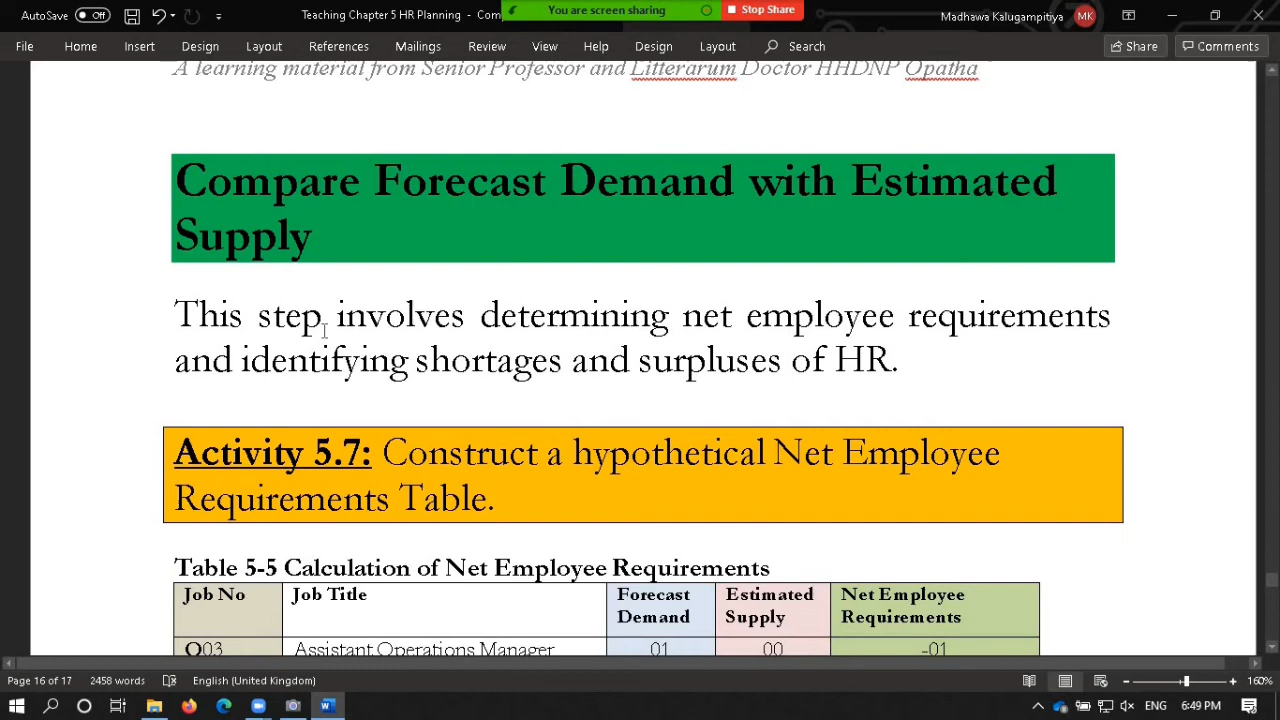 AutoSave Off Teaching Chapter 5 HR Planning - Com You are screen sharing Stop Share Madhawa Kalugampitiya MK
File Home Insert Design Layout References Mailings Review View Help Design Layout Search Share Comments
A learning material from Senior Professor and Litterarum Doctor HHDNP Opatha
Compare Forecast Demand with Estimated
Supply
This step involves determining net employee requirements
and identifying shortages and surpluses of HR.
Activity 5.7: Construct a hypothetical Net Employee
Requirements Table.
Table 5-5 Calculation of Net Employee Requirements
Job No Job Title Forecast Estimated Net Employee
Demand Supply Requirements
O03 Assistant Operations Manager 01 00 -01
Page 16 of 17 2458 words English (United Kingdom) 160%
W ENG 6:49 PM